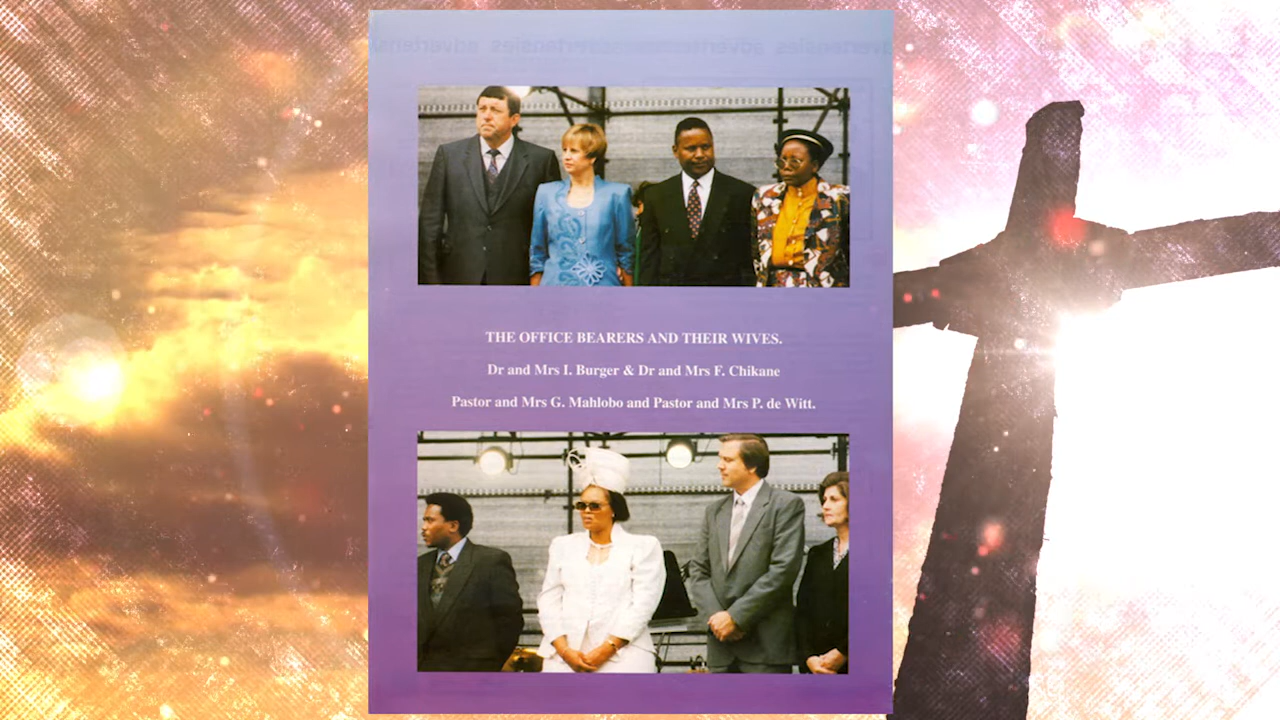 THE OFFICE BEARERS AND THEIR WIVES.
Dr and Mrs I. Burger & Dr and Mrs F. Chikane
Pastor and Mrs G. Mahlobo and Pastor and Mrs P. de Witt.